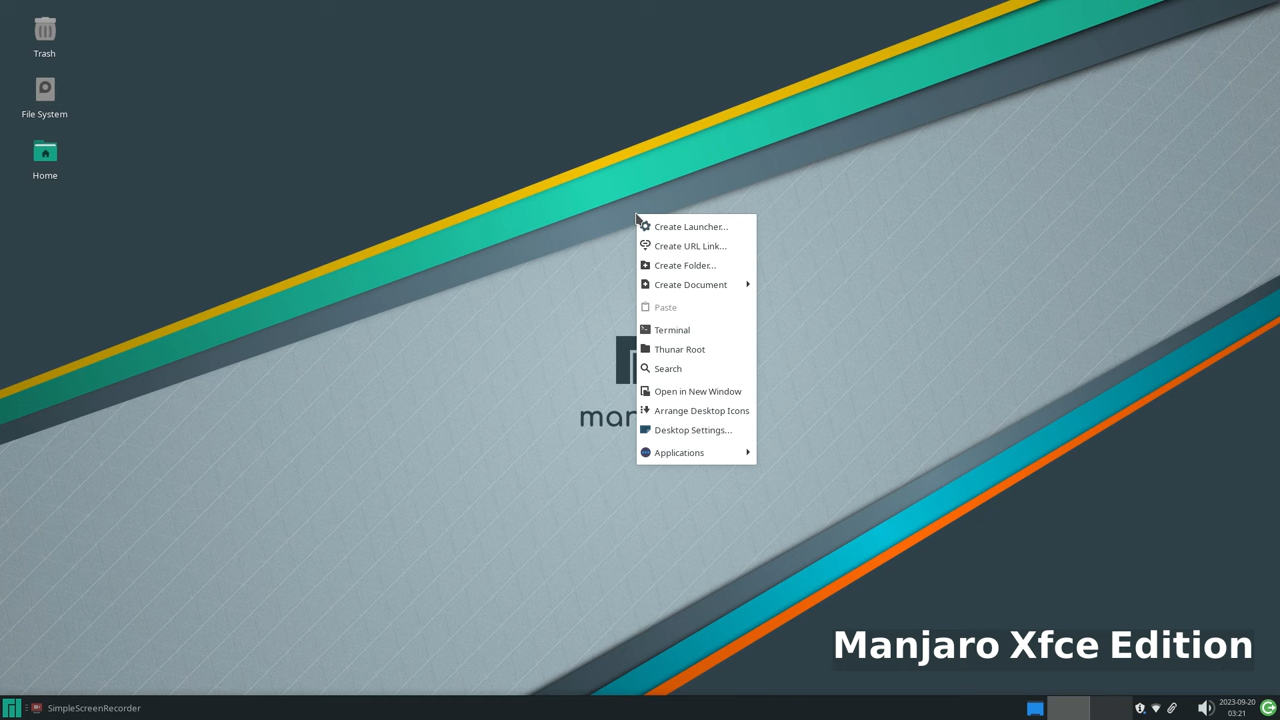 Trash
File System
Home
Create Launcher...
Create URL Link...
Create Folder...
Create Document
Paste
Terminal
Thunar Root
Search
Open in New Window
Arrange Desktop Icons
Desktop Settings...
Applications
man
Manjaro Xfce Edition
SimpleScreenRecorder
2023-09-20
03:21